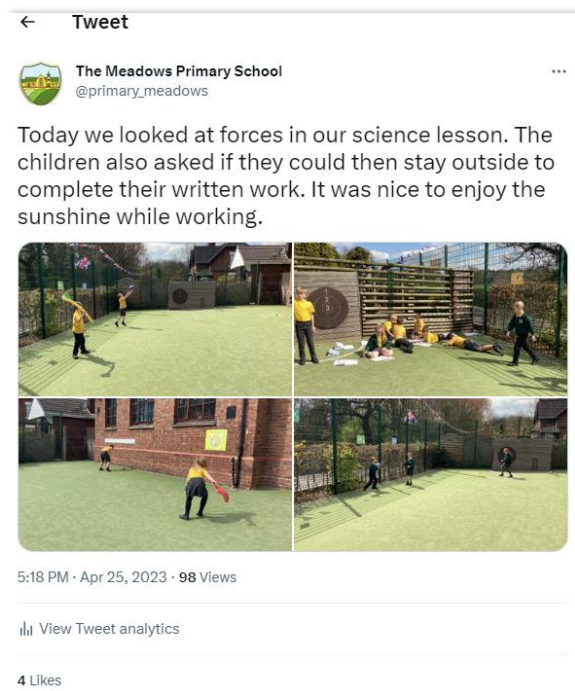 ← Tweet
The Meadows Primary School
@primary_meadows
Today we looked at forces in our science lesson. The
children also asked if they could then stay outside to
complete their written work. It was nice to enjoy the
sunshine while working.
5:18 PM · Apr 25, 2023 · 98 Views
View Tweet analytics
4 Likes